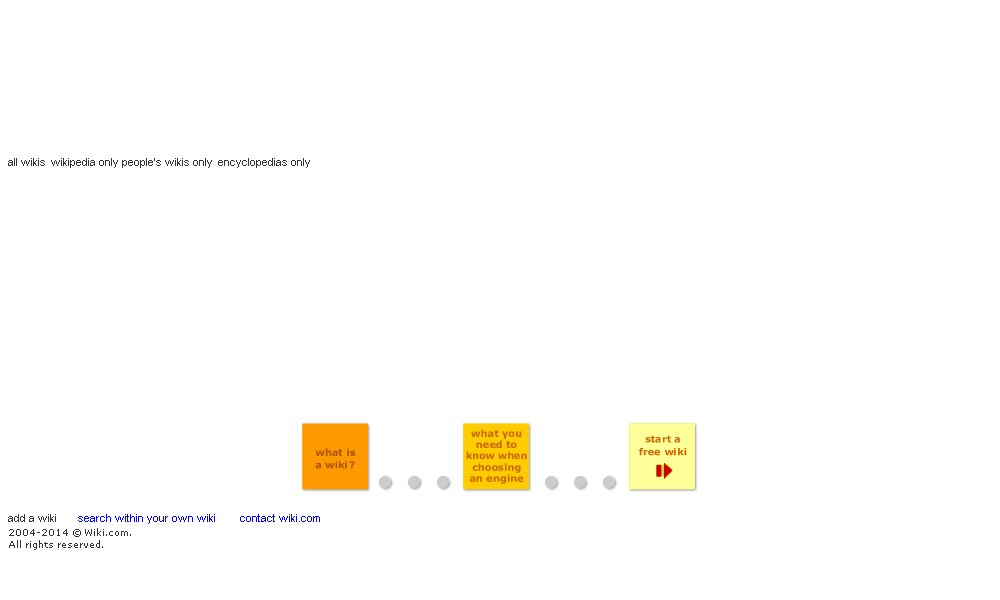 all wikis wikipedia only people's wikis only encyclopedias only
what is
a wiki?
what you
need to
know when
choosing
an engine
start a
free wiki
add a wiki search within your own wiki contact wiki.com
2004-2014 © Wiki.com.
All rights reserved.